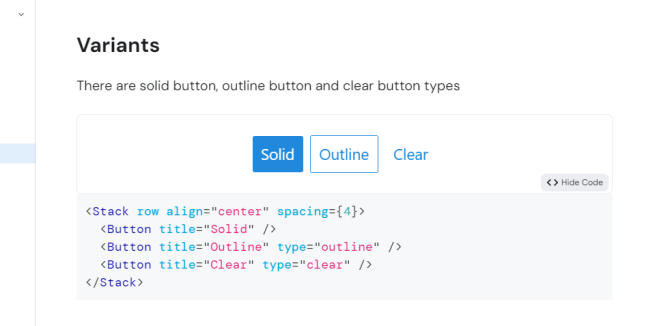 Variants
There are solid button, outline button and clear button types
Solid Outline Clear
<> Hide Code
<Stack row align="center" spacing={4}>
  <Button title="Solid" />
  <Button title="Outline" type="outline" />
  <Button title="Clear" type="clear" />
</Stack>